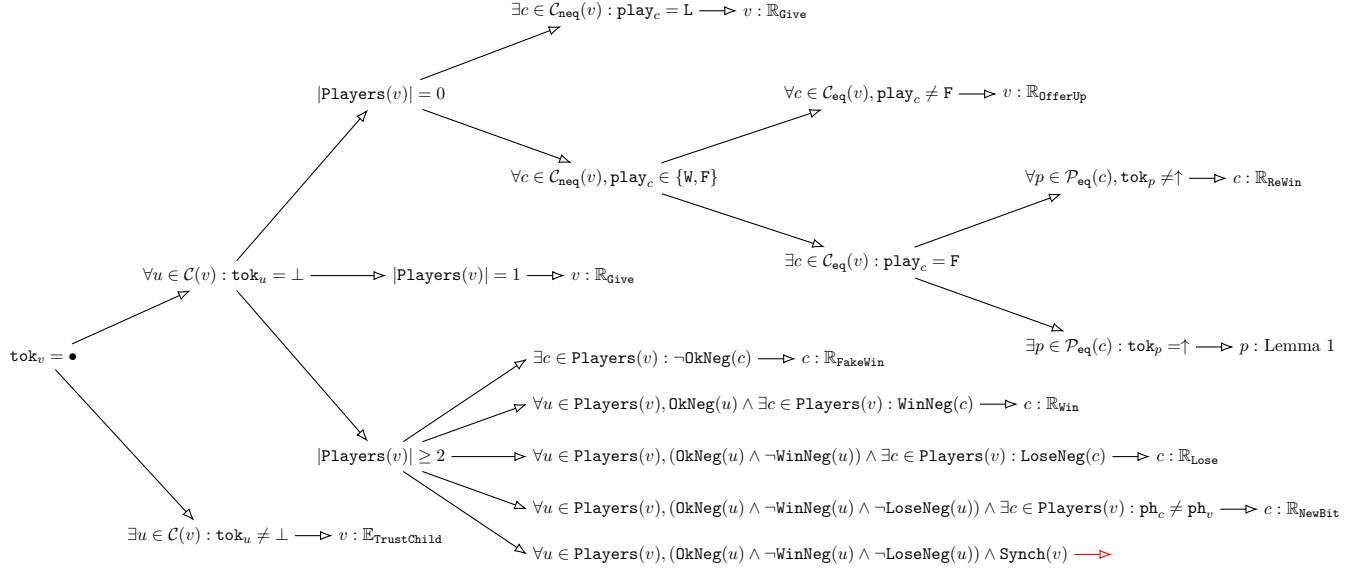 ∃c ∈ 𝒞_neq(v) : play_c = L ⟶ v : ℝ_Give
|Players(v)| = 0
∀c ∈ 𝒞_eq(v), play_c ≠ F ⟶ v : ℝ_OfferUp
∀c ∈ 𝒞_neq(v), play_c ∈ {W, F}
∀p ∈ 𝒫_eq(c), tok_p ≠↑ ⟶ c : ℝ_ReWin
∃c ∈ 𝒞_eq(v) : play_c = F
∀u ∈ 𝒞(v) : tok_u = ⊥ ⟶ |Players(v)| = 1 ⟶ v : ℝ_Give
∃p ∈ 𝒫_eq(c) : tok_p =↑ ⟶ p : Lemma 1
tok_v = •
∃c ∈ Players(v) : ¬OkNeg(c) ⟶ c : ℝ_FakeWin
∀u ∈ Players(v), OkNeg(u) ∧ ∃c ∈ Players(v) : WinNeg(c) ⟶ c : ℝ_Win
|Players(v)| ≥ 2 ⟶ ∀u ∈ Players(v), (OkNeg(u) ∧ ¬WinNeg(u)) ∧ ∃c ∈ Players(v) : LoseNeg(c) ⟶ c : ℝ_Lose
∀u ∈ Players(v), (OkNeg(u) ∧ ¬WinNeg(u) ∧ ¬LoseNeg(u)) ∧ ∃c ∈ Players(v) : ph_c ≠ ph_v ⟶ c : ℝ_NewBit
∃u ∈ 𝒞(v) : tok_u ≠ ⊥ ⟶ v : 𝔼_TrustChild
∀u ∈ Players(v), (OkNeg(u) ∧ ¬WinNeg(u) ∧ ¬LoseNeg(u)) ∧ Synch(v) ⟶